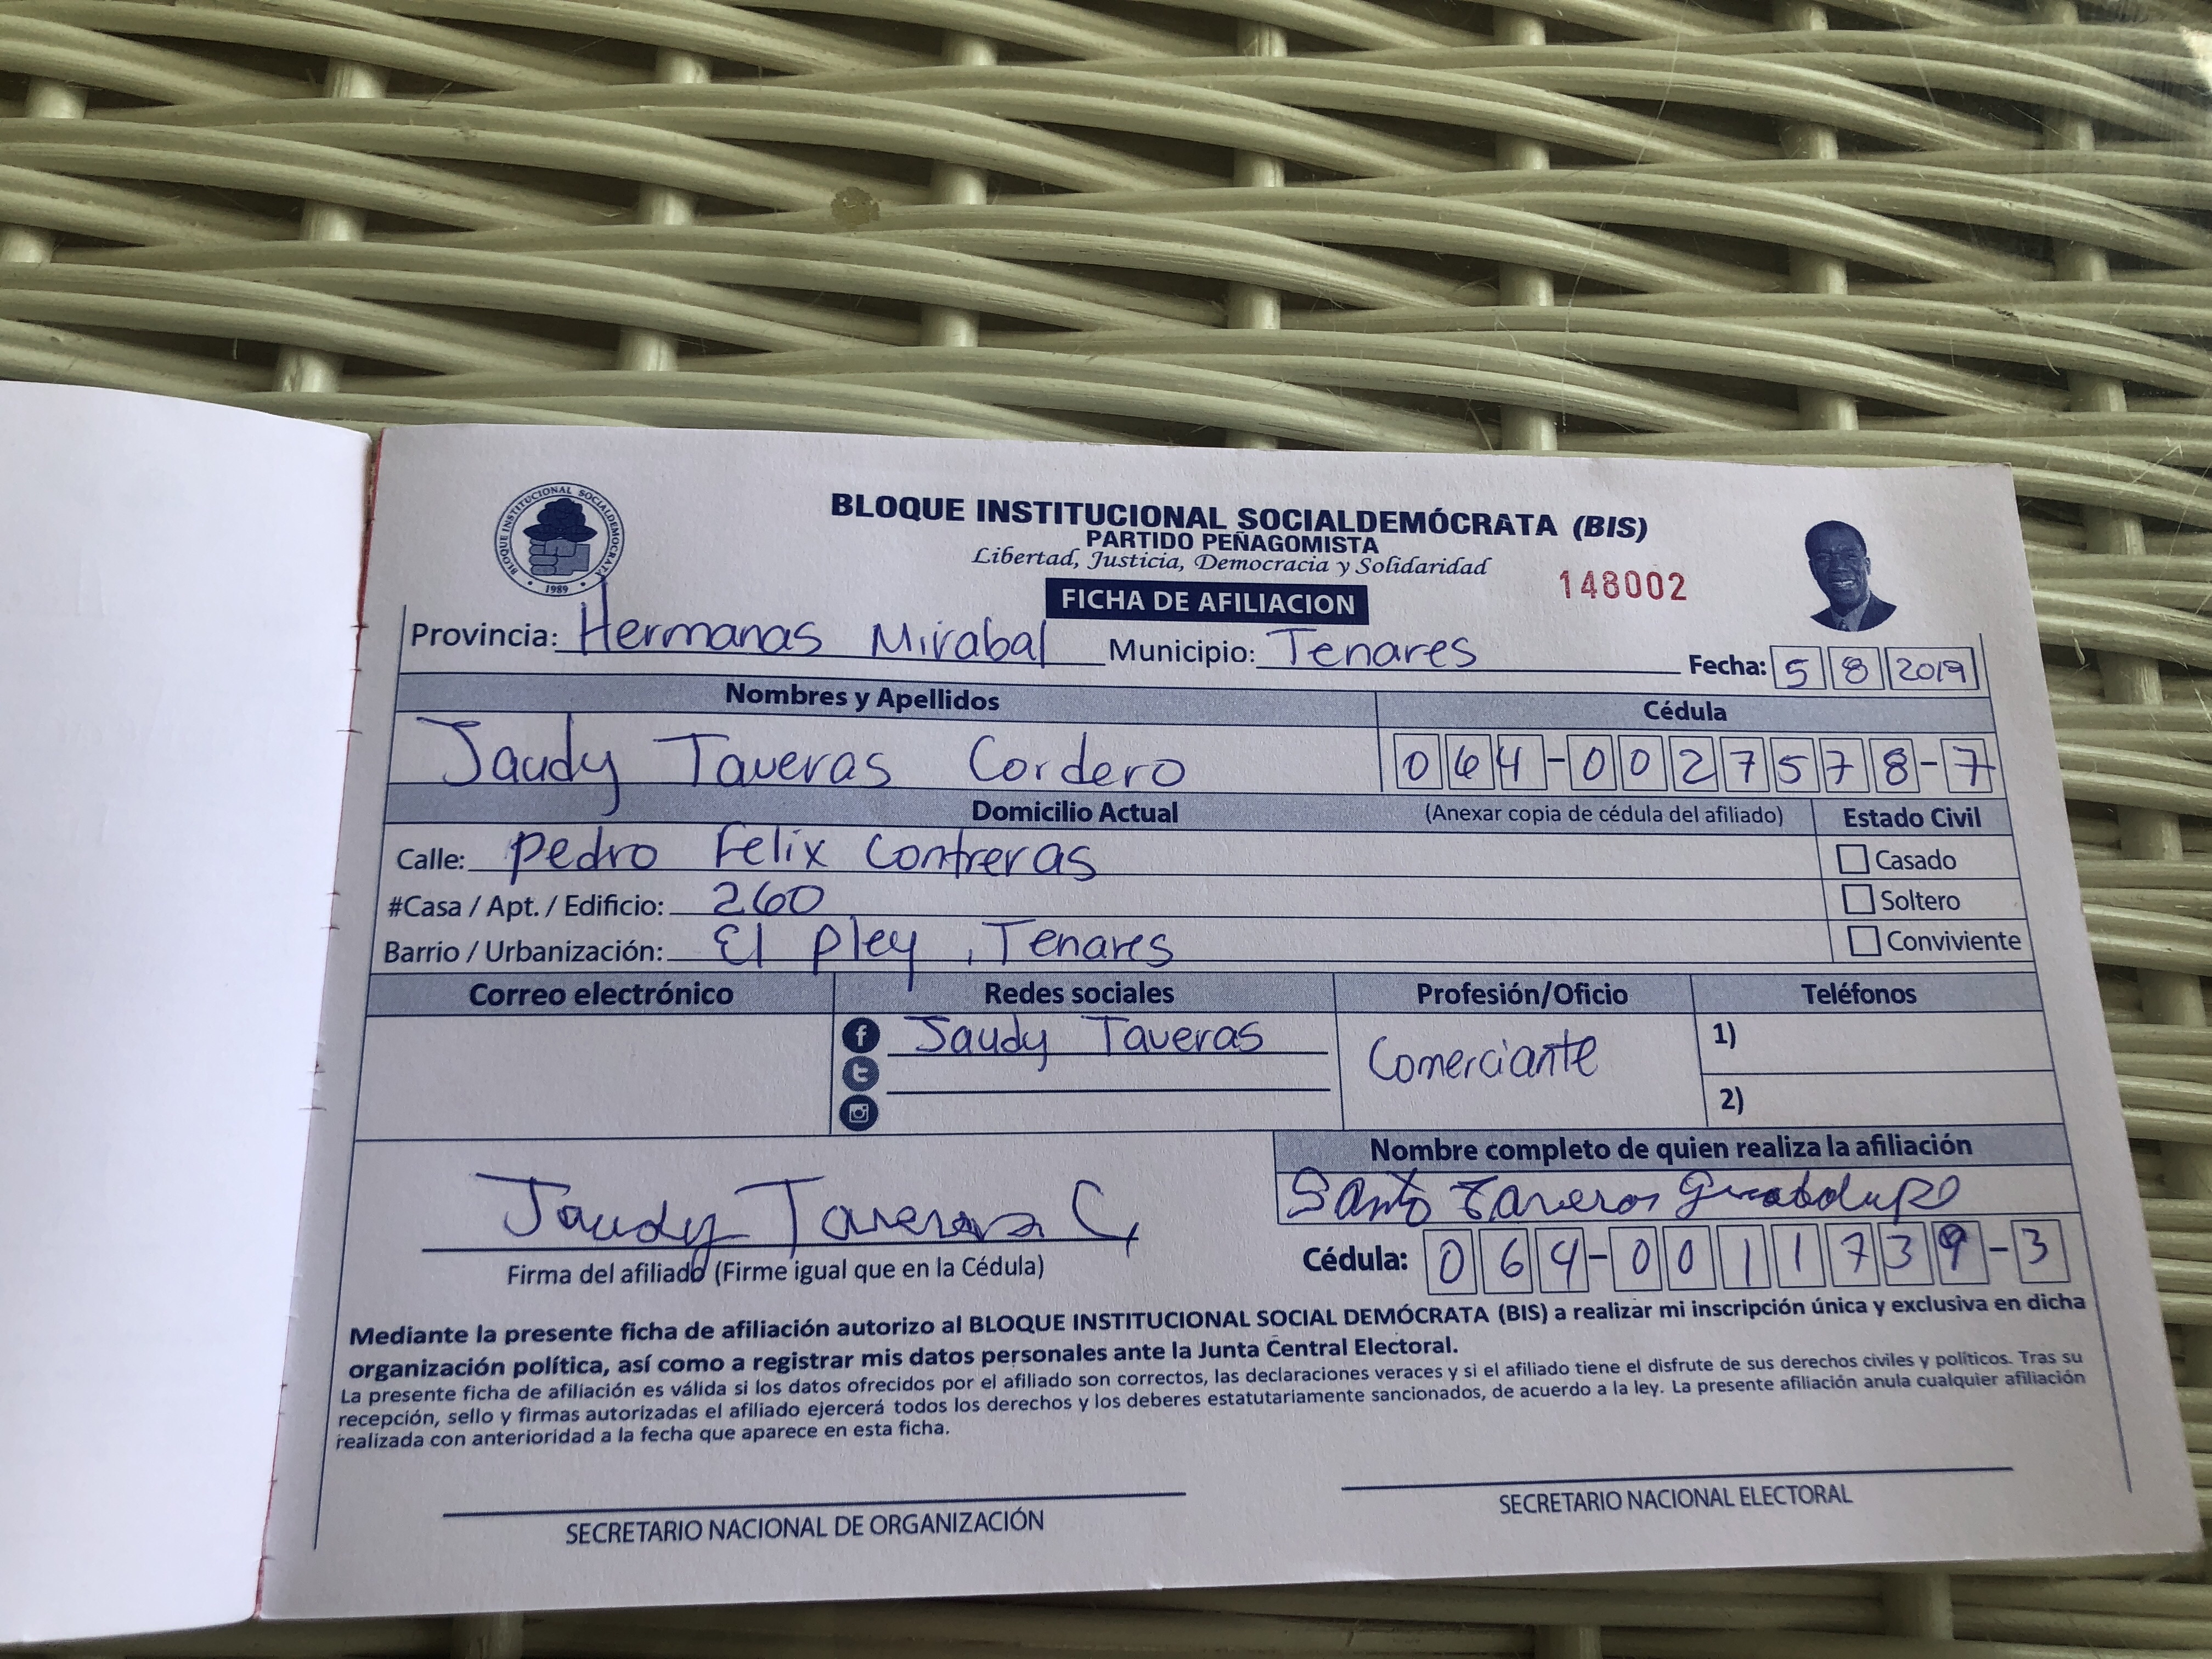 BLOQUE INSTITUCIONAL SOCIALDEMOCRATA
1989
BLOQUE INSTITUCIONAL SOCIALDEMÓCRATA (BIS)
PARTIDO PEÑAGOMISTA
Libertad, Justicia, Democracia y Solidaridad
148002
FICHA DE AFILIACION
Provincia: Hermanas Mirabal Municipio: Tenares Fecha: 5 8 2019
Nombres y Apellidos Cédula
Jaudy Taveras Cordero 064-0027578-7
Domicilio Actual (Anexar copia de cédula del afiliado) Estado Civil
Calle: pedro Felix Contreras Casado
#Casa / Apt. / Edificio: 260 Soltero
Barrio / Urbanización: El pley, Tenares Conviviente
Correo electrónico Redes sociales Profesión/Oficio Teléfonos
Jaudy Taveras Comerciante 1)
2)
Nombre completo de quien realiza la afiliación
Jaudy Taveras C, Santo Taveras Guadalupe
Firma del afiliado (Firme igual que en la Cédula) Cédula: 064-0011739-3
Mediante la presente ficha de afiliación autorizo al BLOQUE INSTITUCIONAL SOCIAL DEMÓCRATA (BIS) a realizar mi inscripción única y exclusiva en dicha
organización política, así como a registrar mis datos personales ante la Junta Central Electoral.
La presente ficha de afiliación es válida si los datos ofrecidos por el afiliado son correctos, las declaraciones veraces y si el afiliado tiene el disfrute de sus derechos civiles y políticos. Tras su
recepción, sello y firmas autorizadas el afiliado ejercerá todos los derechos y los deberes estatutariamente sancionados, de acuerdo a la ley. La presente afiliación anula cualquier afiliación
realizada con anterioridad a la fecha que aparece en esta ficha.
SECRETARIO NACIONAL DE ORGANIZACIÓN SECRETARIO NACIONAL ELECTORAL